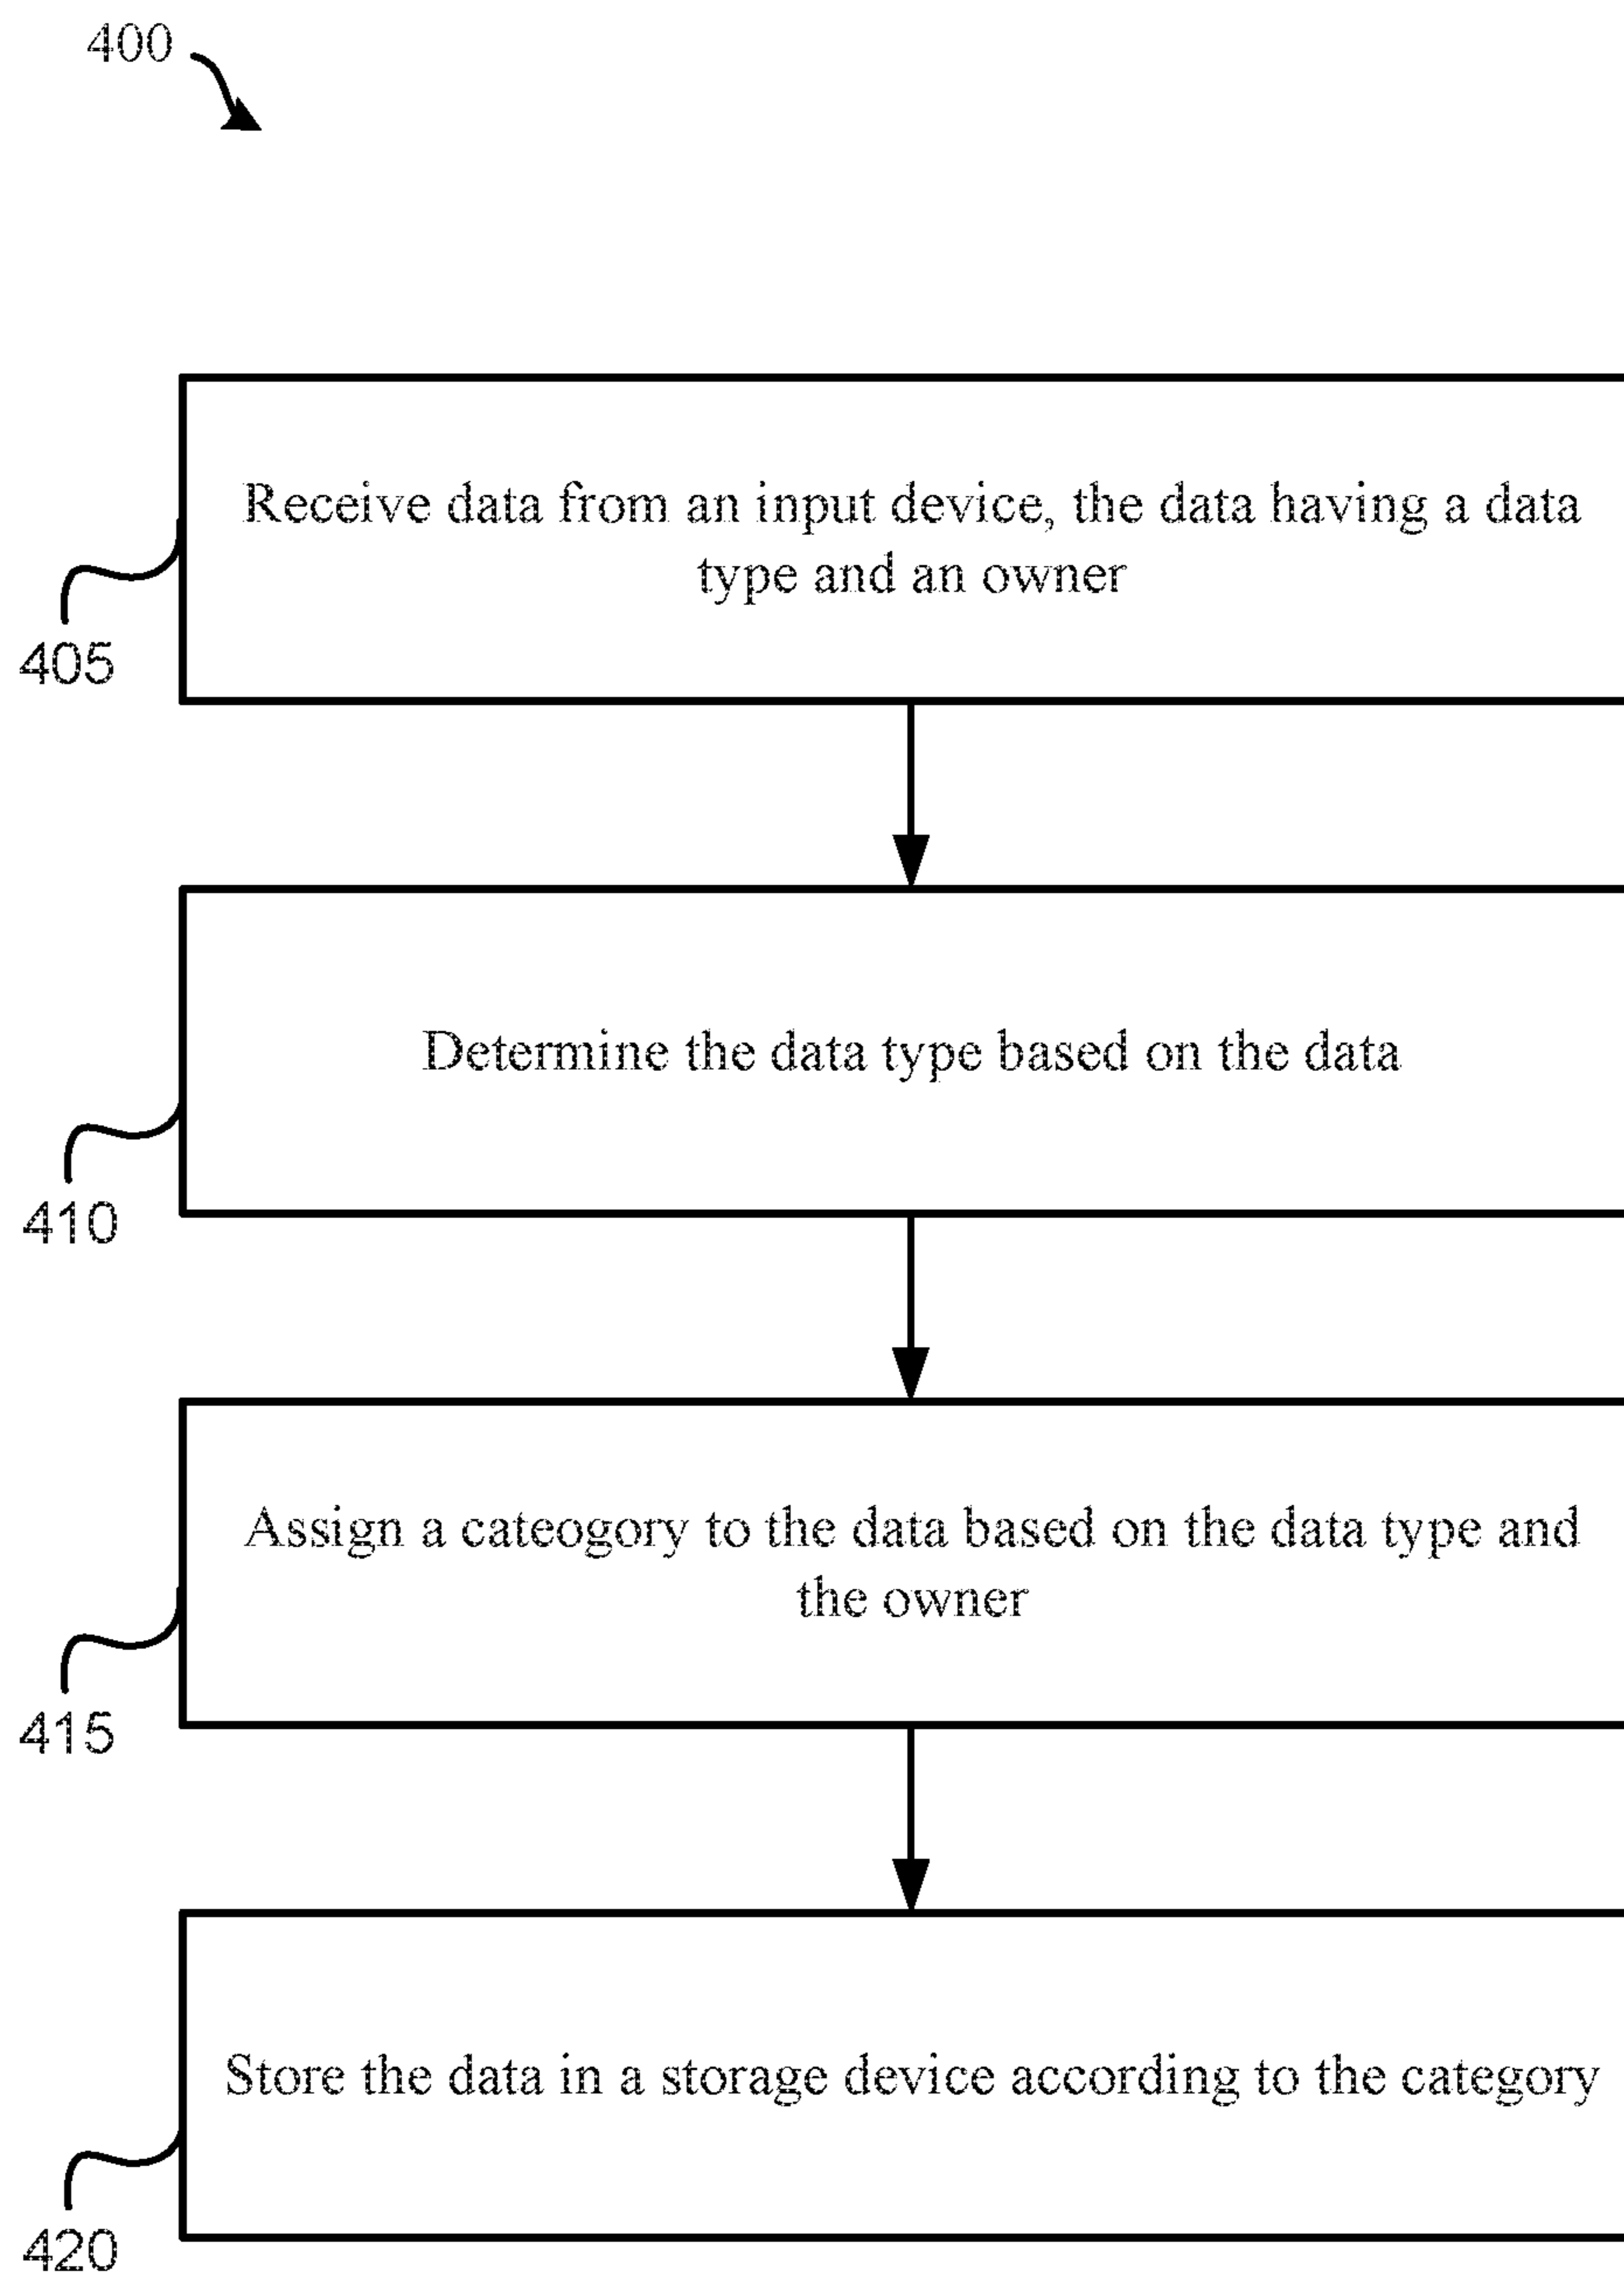 400
Receive data from an input device, the data having a data
type and an owner
405
Determine the data type based on the data
410
Assign a cateogory to the data based on the data type and
the owner
415
Store the data in a storage device according to the category
420